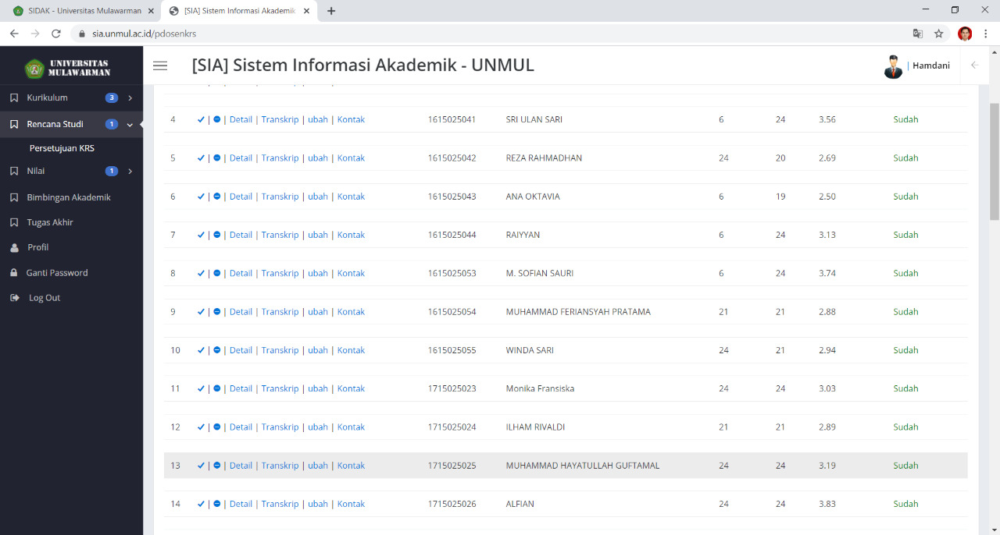 SIDAK - Universitas Mulawarman
[SIA] Sistem Informasi Akademik
sia.unmul.ac.id/pdosenkrs
UNIVERSITAS
MULAWARMAN
[SIA] Sistem Informasi Akademik - UNMUL
| Hamdani
Kurikulum 3
Rencana Studi 1
Persetujuan KRS
Nilai 1
Bimbingan Akademik
Tugas Akhir
Profil
Ganti Password
Log Out
4 | | Detail | Transkrip | ubah | Kontak 1615025041 SRI ULAN SARI 6 24 3.56 Sudah
5 | | Detail | Transkrip | ubah | Kontak 1615025042 REZA RAHMADHAN 24 20 2.69 Sudah
6 | | Detail | Transkrip | ubah | Kontak 1615025043 ANA OKTAVIA 6 19 2.50 Sudah
7 | | Detail | Transkrip | ubah | Kontak 1615025044 RAIYYAN 6 24 3.13 Sudah
8 | | Detail | Transkrip | ubah | Kontak 1615025053 M. SOFIAN SAURI 6 24 3.74 Sudah
9 | | Detail | Transkrip | ubah | Kontak 1615025054 MUHAMMAD FERIANSYAH PRATAMA 21 21 2.88 Sudah
10 | | Detail | Transkrip | ubah | Kontak 1615025055 WINDA SARI 24 21 2.94 Sudah
11 | | Detail | Transkrip | ubah | Kontak 1715025023 Monika Fransiska 24 24 3.03 Sudah
12 | | Detail | Transkrip | ubah | Kontak 1715025024 ILHAM RIVALDI 21 21 2.89 Sudah
13 | | Detail | Transkrip | ubah | Kontak 1715025025 MUHAMMAD HAYATULLAH GUFTAMAL 24 24 3.19 Sudah
14 | | Detail | Transkrip | ubah | Kontak 1715025026 ALFIAN 24 24 3.83 Sudah